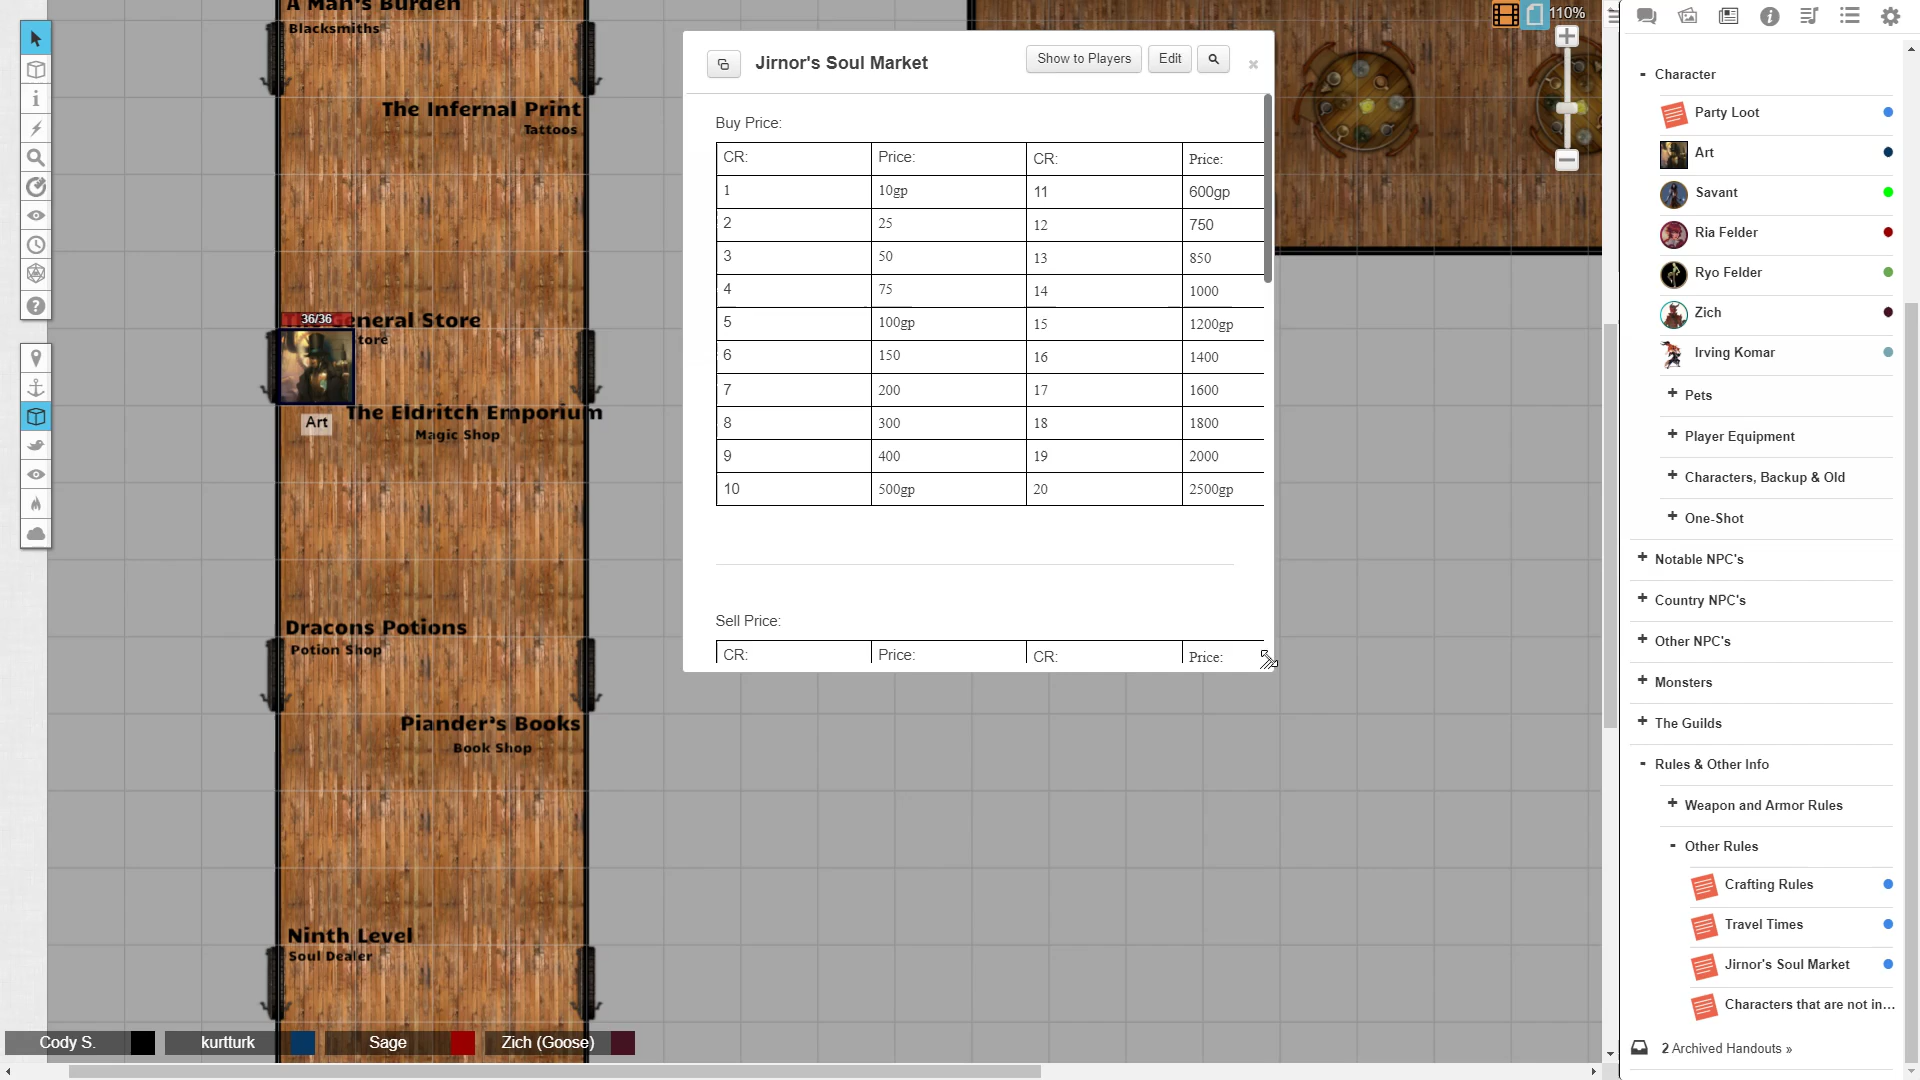 A Man's Burden
Blacksmiths
The Infernal Print
Tattoos
36/36
eneral Store
tore
Art
The Eldritch Emporium
Magic Shop
Dracons Potions
Potion Shop
Piander's Books
Book Shop
Ninth Level
Soul Dealer
Cody S.
kurtturk
Sage
Zich (Goose)
Jirnor's Soul Market
Show to Players
Edit
Buy Price:
CR: Price: CR: Price:
1 10gp 11 600gp
2 25 12 750
3 50 13 850
4 75 14 1000
5 100gp 15 1200gp
6 150 16 1400
7 200 17 1600
8 300 18 1800
9 400 19 2000
10 500gp 20 2500gp
Sell Price:
CR: Price: CR: Price:
110%
- Character
Party Loot
Art
Savant
Ria Felder
Ryo Felder
Zich
Irving Komar
+ Pets
+ Player Equipment
+ Characters, Backup & Old
+ One-Shot
+ Notable NPC's
+ Country NPC's
+ Other NPC's
+ Monsters
+ The Guilds
- Rules & Other Info
+ Weapon and Armor Rules
- Other Rules
Crafting Rules
Travel Times
Jirnor's Soul Market
Characters that are not in...
2 Archived Handouts »